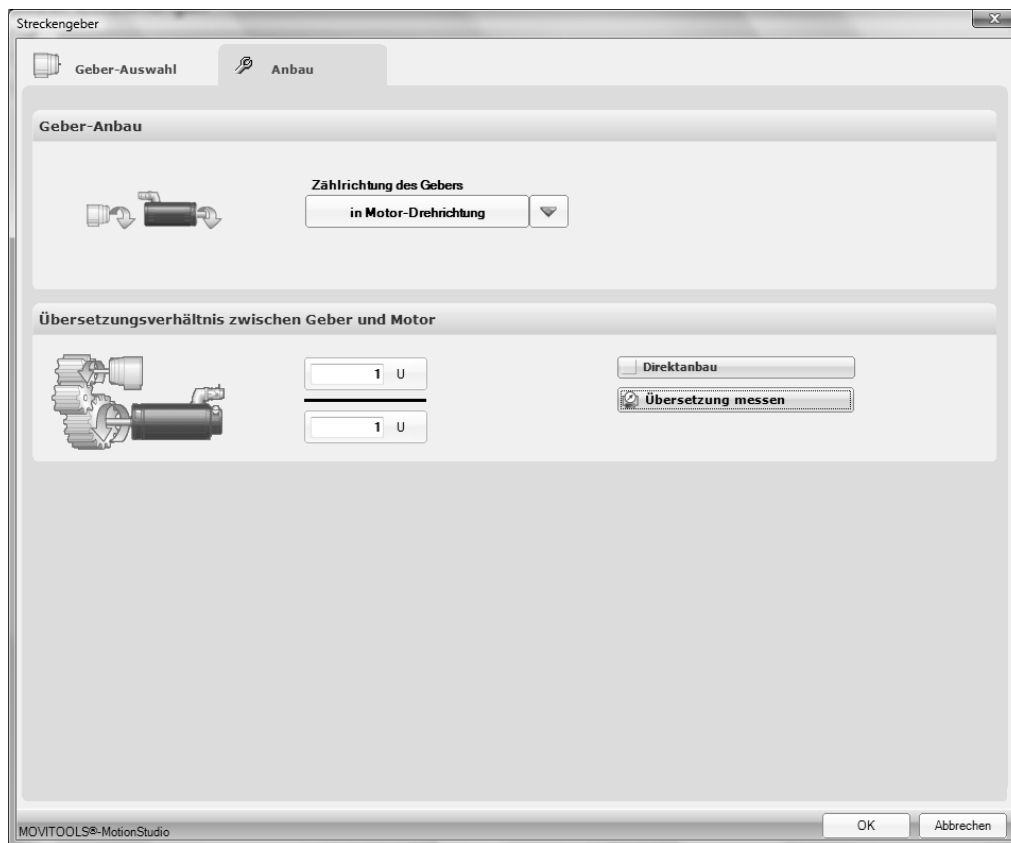 Streckengeber
Geber-Auswahl
Anbau
Geber-Anbau
Zählrichtung des Gebers
in Motor-Drehrichtung
Übersetzungsverhältnis zwischen Geber und Motor
1 U
Direktanbau
Übersetzung messen
1 U
OK
Abbrechen
MOVITOOLS®-MotionStudio